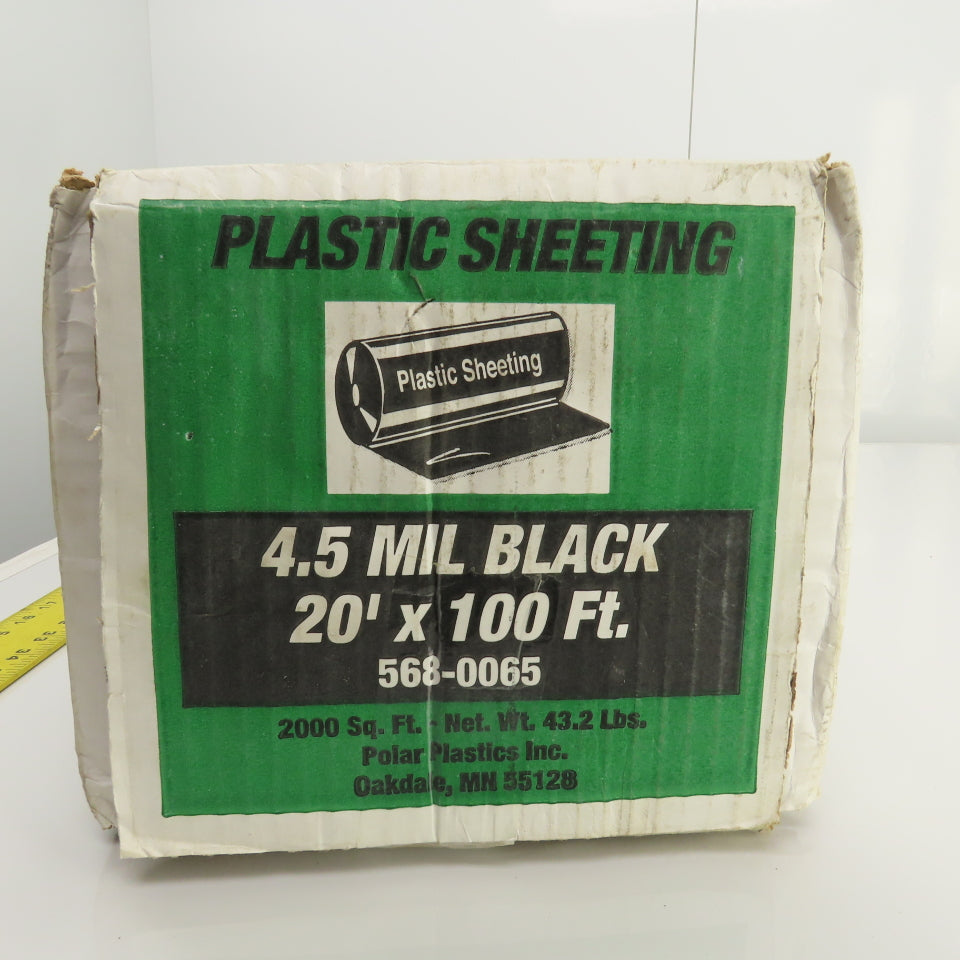 PLASTIC SHEETING
Plastic Sheeting
4.5 MIL BLACK
20' x 100 Ft.
568-0065
2000 Sq. Ft. - Net. Wt. 43.2 Lbs.
Polar Plastics Inc.
Oakdale, MN 55128